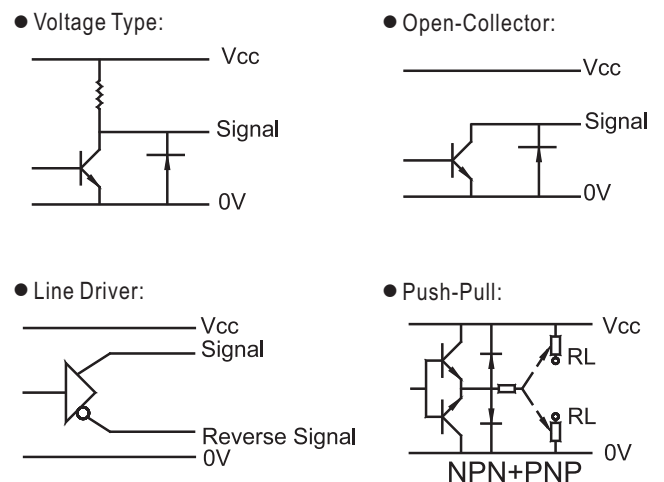 ● Voltage Type:
Vcc
Signal
0V
● Open-Collector:
Vcc
Signal
0V
● Line Driver:
Vcc
Signal
Reverse Signal
0V
● Push-Pull:
Vcc
RL
RL
0V
NPN+PNP